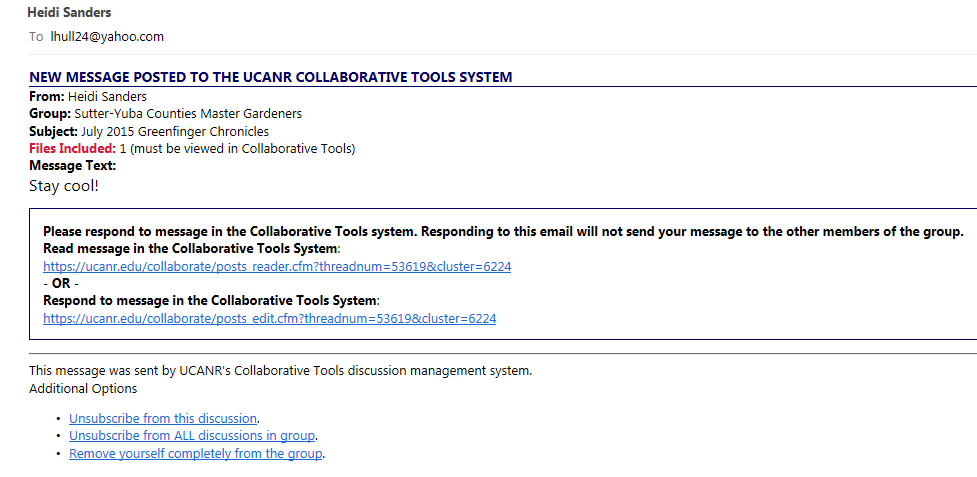 Heidi Sanders
To lhull24@yahoo.com
NEW MESSAGE POSTED TO THE UCANR COLLABORATIVE TOOLS SYSTEM
From: Heidi Sanders
Group: Sutter-Yuba Counties Master Gardeners
Subject: July 2015 Greenfinger Chronicles
Files Included: 1 (must be viewed in Collaborative Tools)
Message Text:
Stay cool!
Please respond to message in the Collaborative Tools system. Responding to this email will not send your message to the other members of the group.
Read message in the Collaborative Tools System:
https://ucanr.edu/collaborate/posts_reader.cfm?threadnum=53619&cluster=6224
- OR -
Respond to message in the Collaborative Tools System:
https://ucanr.edu/collaborate/posts_edit.cfm?threadnum=53619&cluster=6224
This message was sent by UCANR's Collaborative Tools discussion management system.
Additional Options
• Unsubscribe from this discussion.
• Unsubscribe from ALL discussions in group.
• Remove yourself completely from the group.